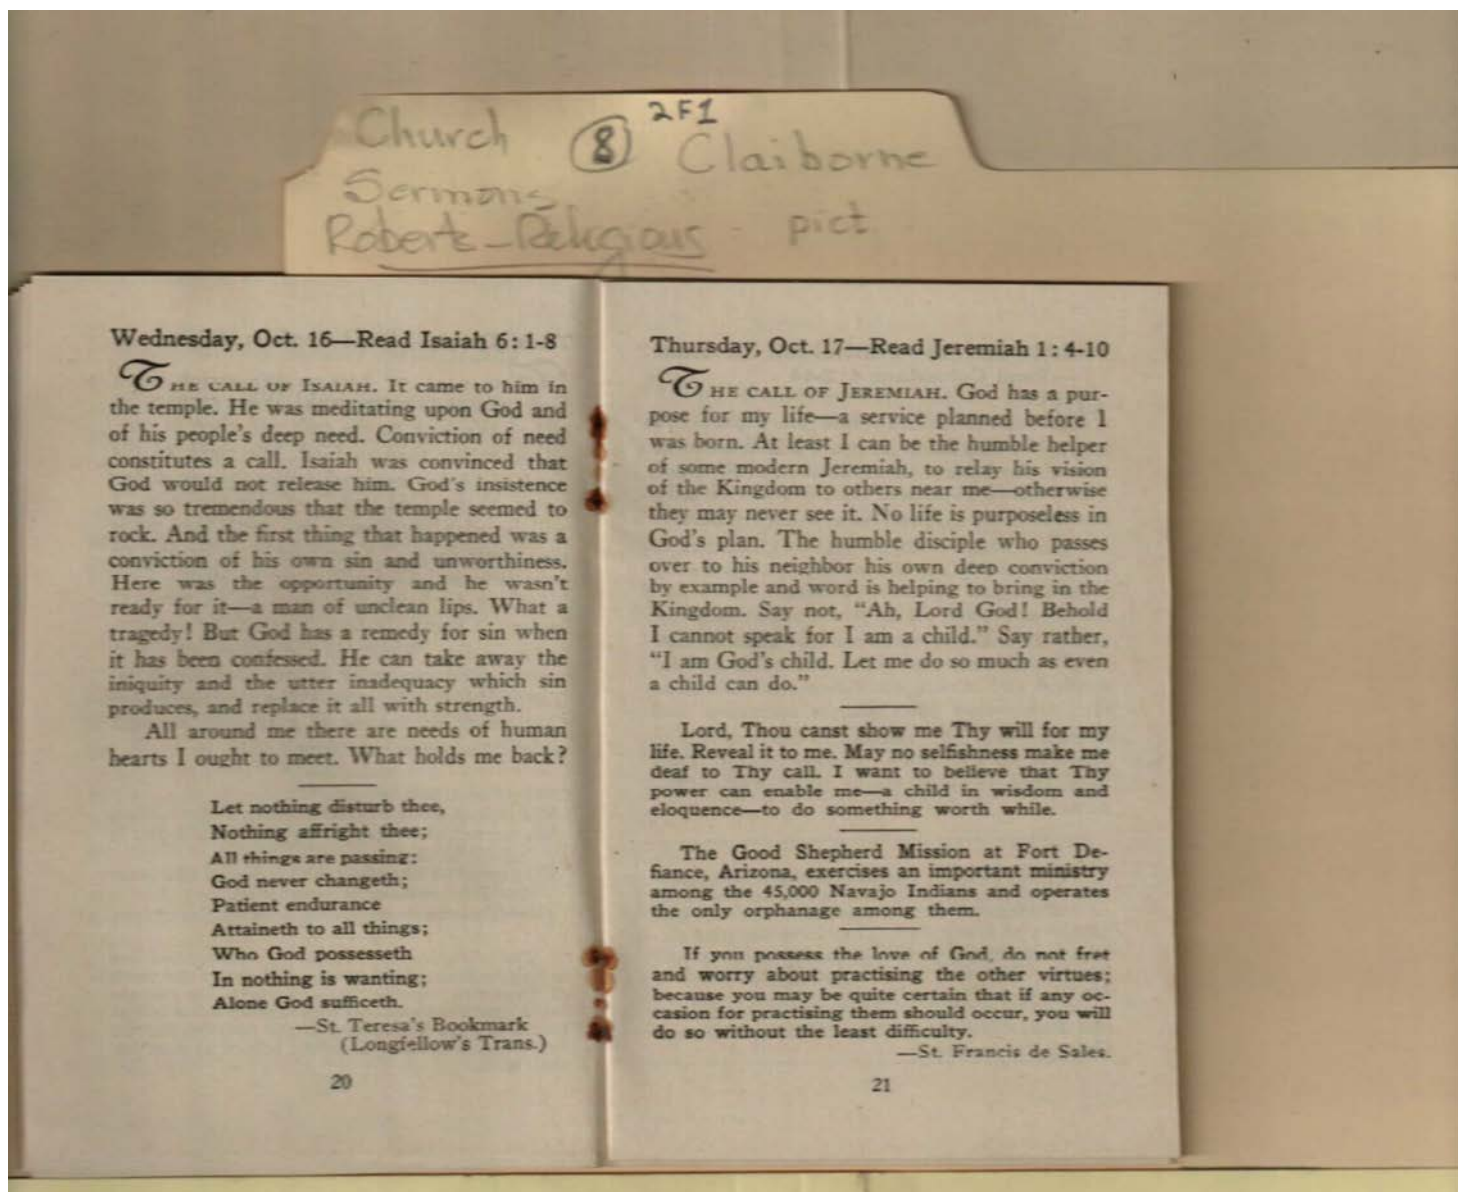 2F1
Church 8 Claiborne
Sermons
Roberts-Religious - pict
Wednesday, Oct. 16—Read Isaiah 6: 1-8
THE CALL OF ISAIAH. It came to him in
the temple. He was meditating upon God and
of his people's deep need. Conviction of need
constitutes a call. Isaiah was convinced that
God would not release him. God's insistence
was so tremendous that the temple seemed to
rock. And the first thing that happened was a
conviction of his own sin and unworthiness.
Here was the opportunity and he wasn't
ready for it—a man of unclean lips. What a
tragedy! But God has a remedy for sin when
it has been confessed. He can take away the
iniquity and the utter inadequacy which sin
produces, and replace it all with strength.
All around me there are needs of human
hearts I ought to meet. What holds me back?
Let nothing disturb thee,
Nothing affright thee;
All things are passing:
God never changeth;
Patient endurance
Attaineth to all things;
Who God possesseth
In nothing is wanting;
Alone God sufficeth.
—St. Teresa's Bookmark
(Longfellow's Trans.)
20
Thursday, Oct. 17—Read Jeremiah 1: 4-10
THE CALL OF JEREMIAH. God has a pur-
pose for my life—a service planned before I
was born. At least I can be the humble helper
of some modern Jeremiah, to relay his vision
of the Kingdom to others near me—otherwise
they may never see it. No life is purposeless in
God's plan. The humble disciple who passes
over to his neighbor his own deep conviction
by example and word is helping to bring in the
Kingdom. Say not, "Ah, Lord God! Behold
I cannot speak for I am a child." Say rather,
"I am God's child. Let me do so much as even
a child can do."
Lord, Thou canst show me Thy will for my
life. Reveal it to me. May no selfishness make me
deaf to Thy call. I want to believe that Thy
power can enable me—a child in wisdom and
eloquence—to do something worth while.
The Good Shepherd Mission at Fort De-
fiance, Arizona, exercises an important ministry
among the 45,000 Navajo Indians and operates
the only orphanage among them.
If you possess the love of God, do not fret
and worry about practising the other virtues;
because you may be quite certain that if any oc-
casion for practising them should occur, you will
do so without the least difficulty.
—St. Francis de Sales.
21